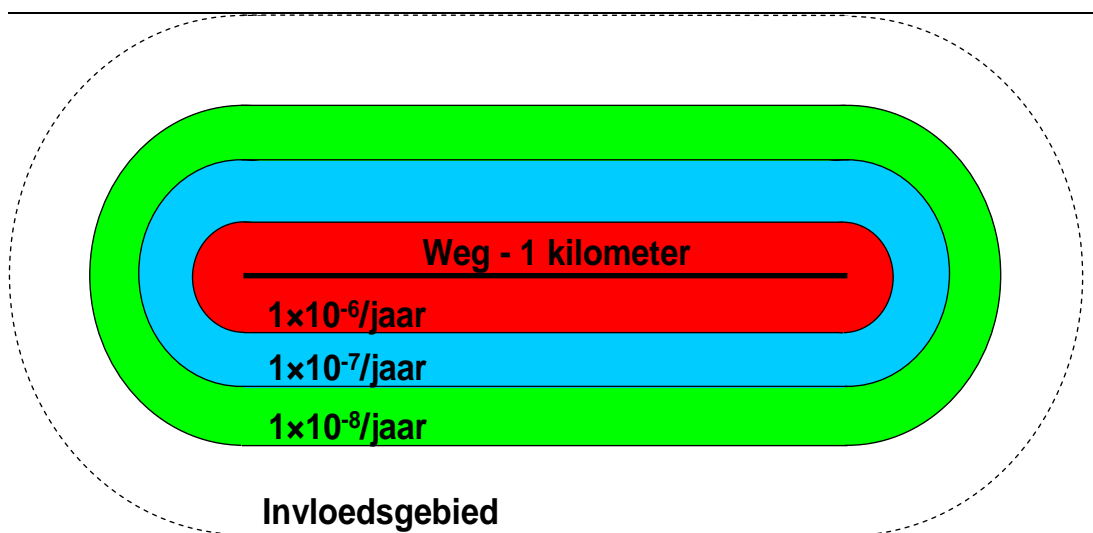 Weg - 1 kilometer
1×10⁻⁶/jaar
1×10⁻⁷/jaar
1×10⁻⁸/jaar
Invloedsgebied